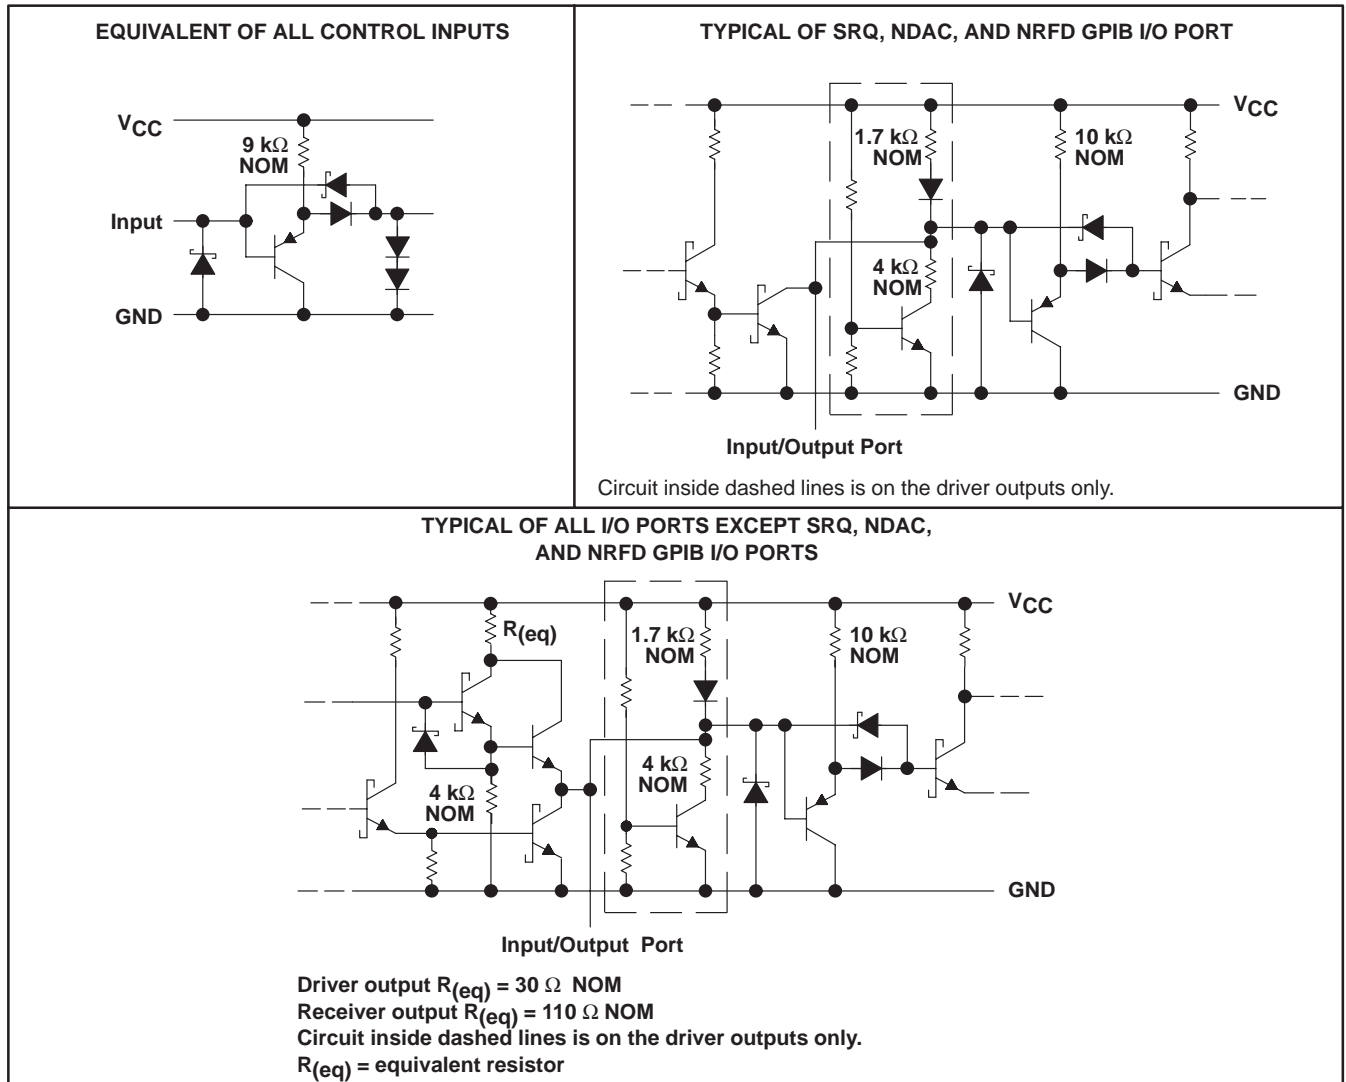 EQUIVALENT OF ALL CONTROL INPUTS
VCC
9 kΩ
NOM
Input
GND
TYPICAL OF SRQ, NDAC, AND NRFD GPIB I/O PORT
VCC
1.7 kΩ
NOM
10 kΩ
NOM
4 kΩ
NOM
GND
Input/Output Port
Circuit inside dashed lines is on the driver outputs only.
TYPICAL OF ALL I/O PORTS EXCEPT SRQ, NDAC,
AND NRFD GPIB I/O PORTS
VCC
R(eq)
1.7 kΩ
NOM
10 kΩ
NOM
4 kΩ
NOM
4 kΩ
NOM
GND
Input/Output Port
Driver output R(eq) = 30 Ω NOM
Receiver output R(eq) = 110 Ω NOM
Circuit inside dashed lines is on the driver outputs only.
R(eq) = equivalent resistor